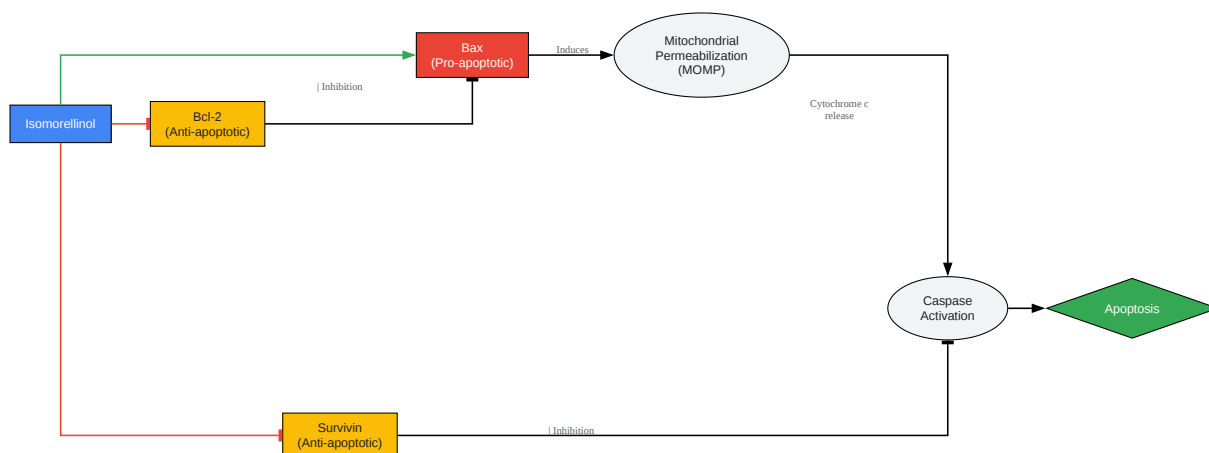 Bax
(Pro-apoptotic)
Induces
Mitochondrial
Permeabilization
(MOMP)
| Inhibition
Cytochrome c
release
Isomorellinol
Bcl-2
(Anti-apoptotic)
Caspase
Activation
Apoptosis
Survivin
(Anti-apoptotic)
| Inhibition